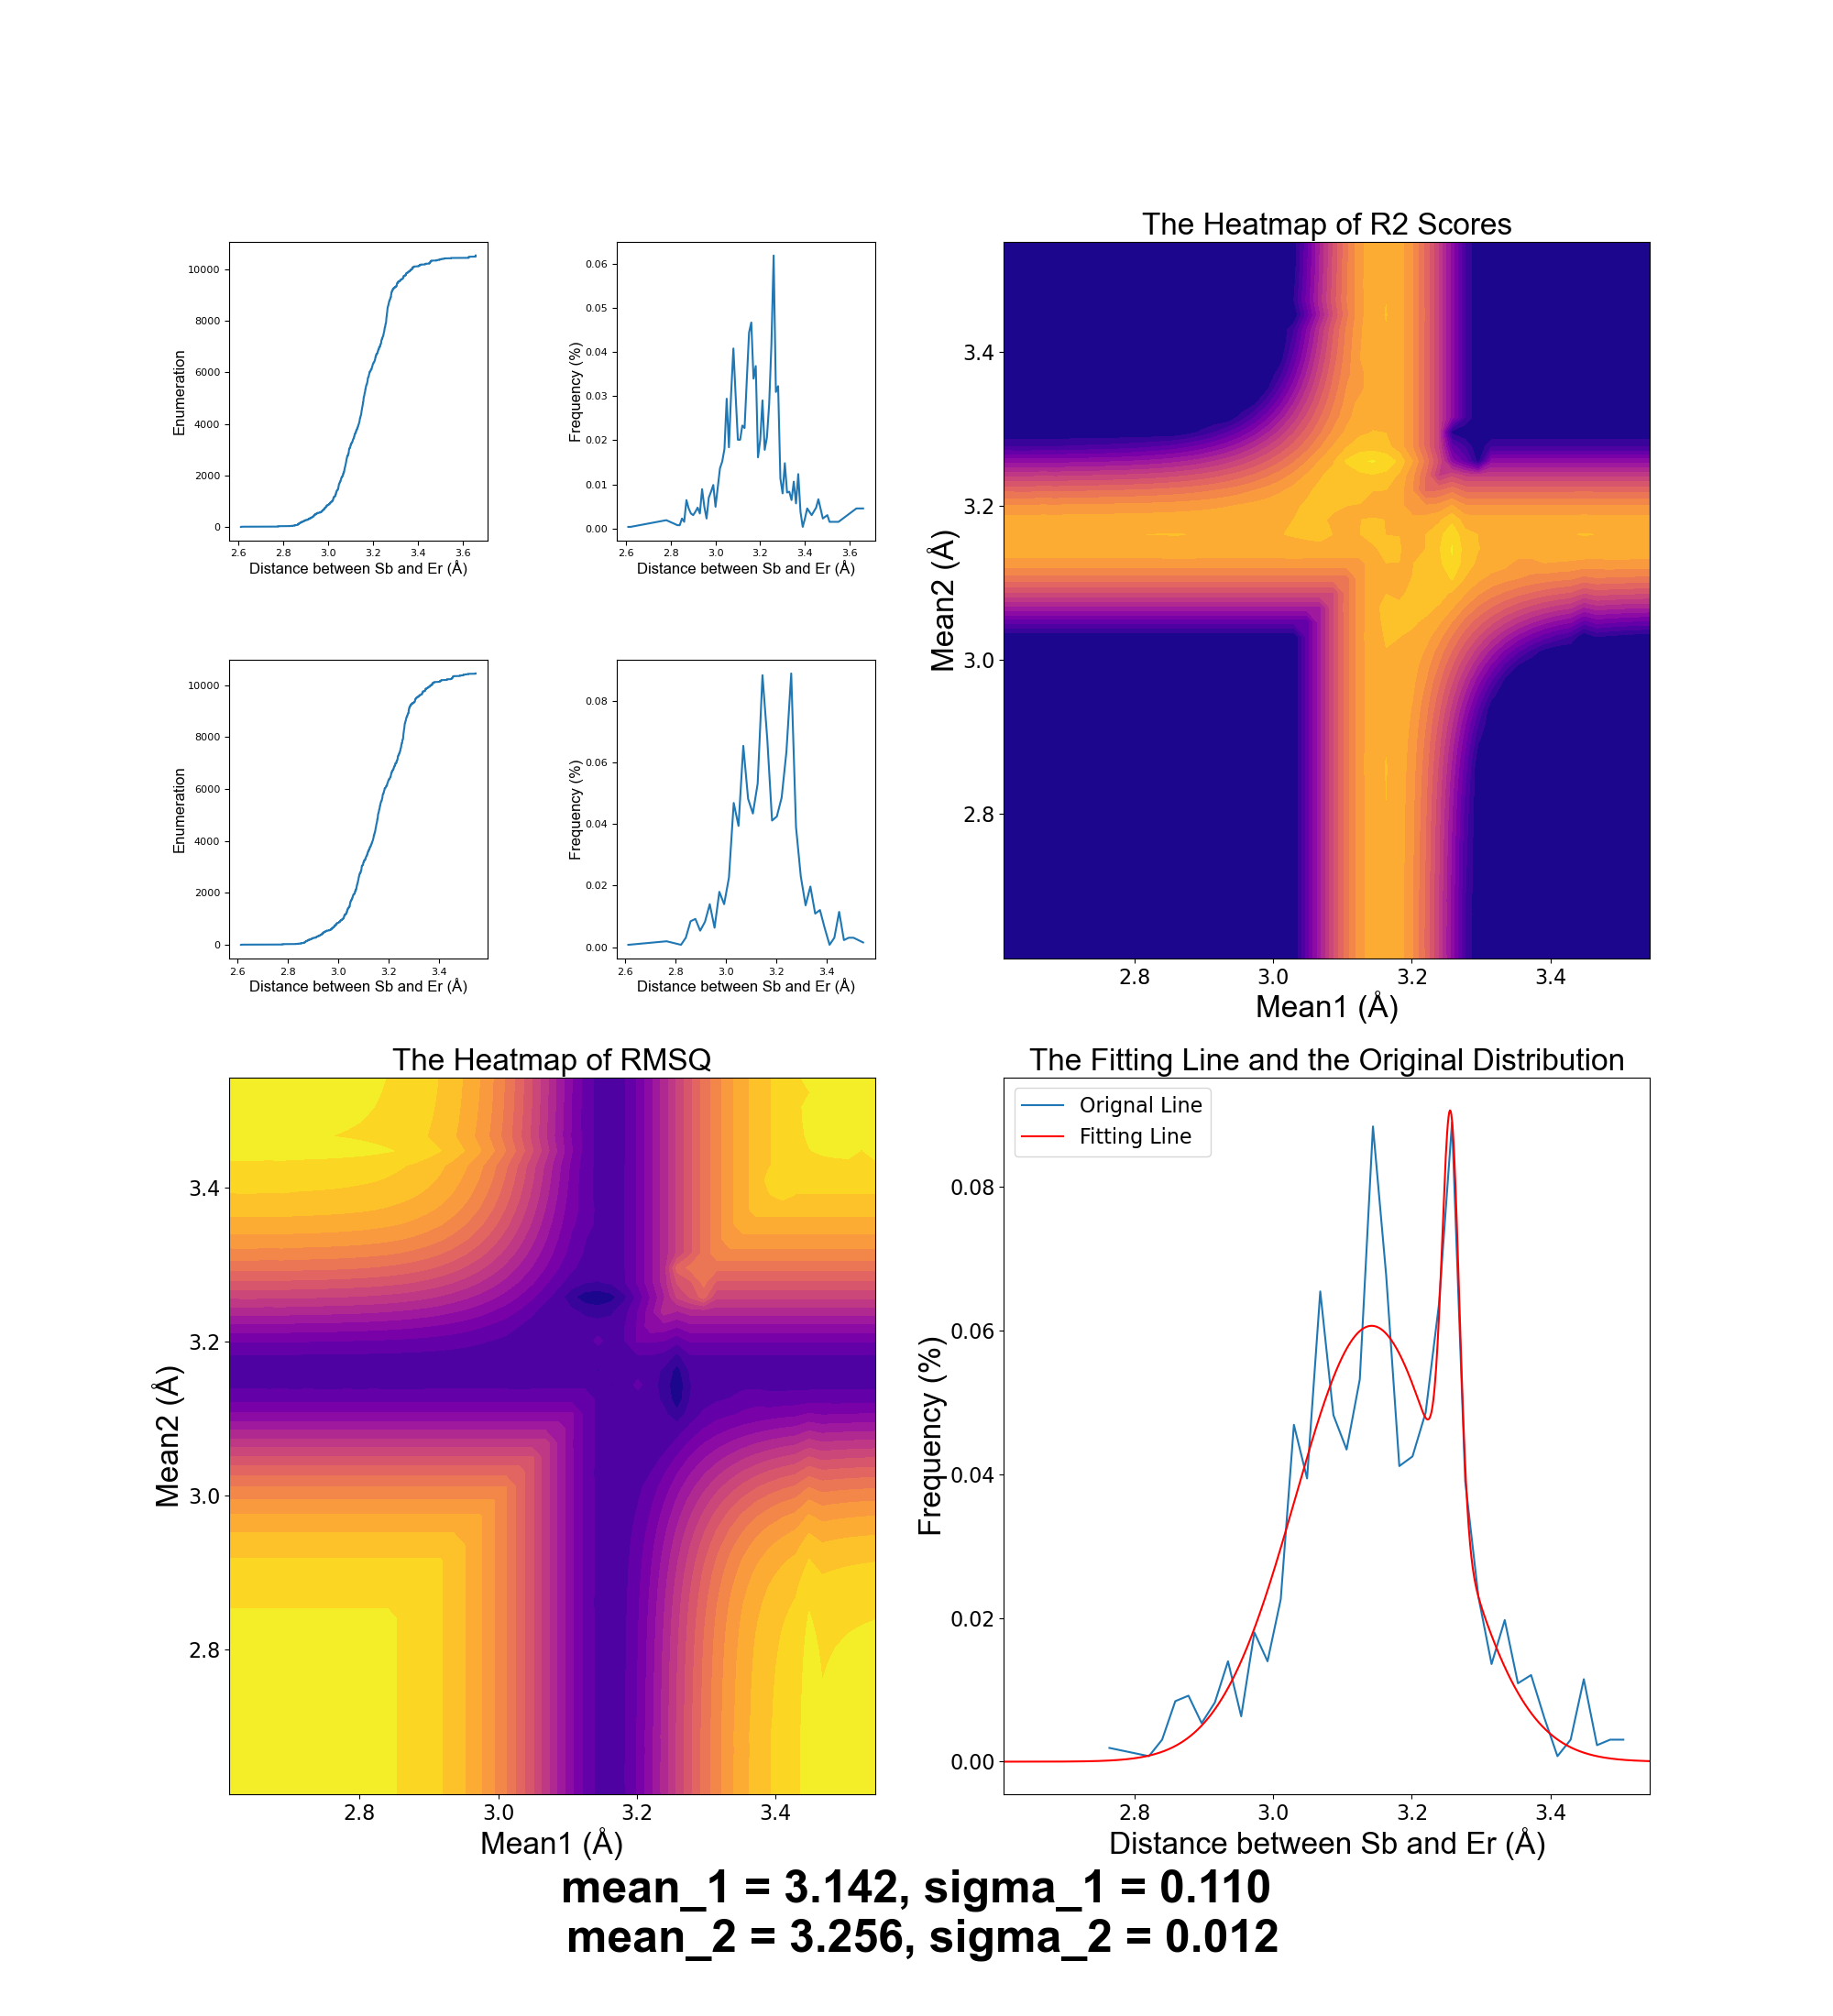 The Heatmap of R2 Scores
10000
8000
6000
4000
2000
0
Enumeration
2.6 2.8 3.0 3.2 3.4 3.6
Distance between Sb and Er (Å)
0.06
0.05
0.04
0.03
0.02
0.01
0.00
Frequency (%)
2.6 2.8 3.0 3.2 3.4 3.6
Distance between Sb and Er (Å)
3.4
3.2
3.0
2.8
Mean2 (Å)
2.8 3.0 3.2 3.4
Mean1 (Å)
10000
8000
6000
4000
2000
0
Enumeration
2.6 2.8 3.0 3.2 3.4
Distance between Sb and Er (Å)
0.08
0.06
0.04
0.02
0.00
Frequency (%)
2.6 2.8 3.0 3.2 3.4
Distance between Sb and Er (Å)
The Heatmap of RMSQ
3.4
3.2
3.0
2.8
Mean2 (Å)
2.8 3.0 3.2 3.4
Mean1 (Å)
The Fitting Line and the Original Distribution
Orignal Line
Fitting Line
0.08
0.06
0.04
0.02
0.00
Frequency (%)
2.8 3.0 3.2 3.4
Distance between Sb and Er (Å)
mean_1 = 3.142, sigma_1 = 0.110
mean_2 = 3.256, sigma_2 = 0.012